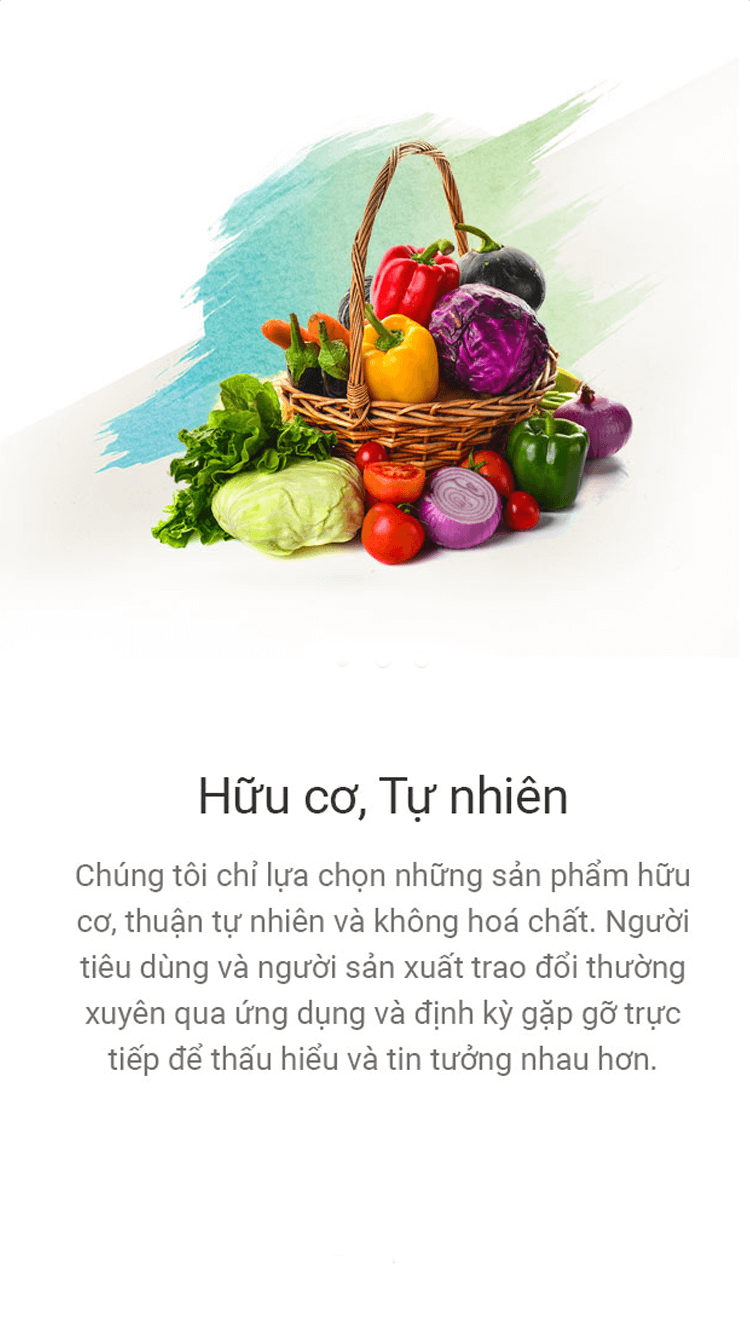 Hữu cơ, Tự nhiên
Chúng tôi chỉ lựa chọn những sản phẩm hữu
cơ, thuận tự nhiên và không hoá chất. Người
tiêu dùng và người sản xuất trao đổi thường
xuyên qua ứng dụng và định kỳ gặp gỡ trực
tiếp để thấu hiểu và tin tưởng nhau hơn.